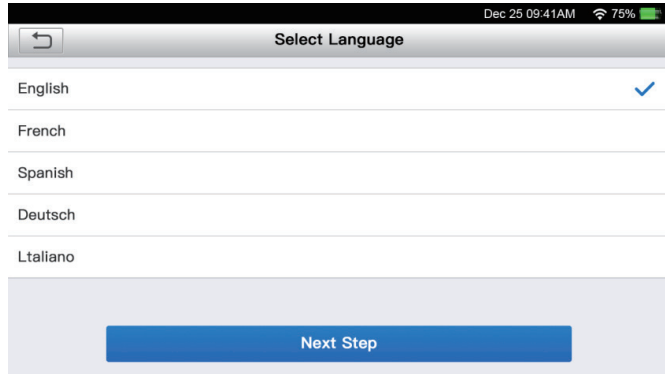 Dec 25 09:41AM 75%
Select Language
English
French
Spanish
Deutsch
Ltaliano
Next Step